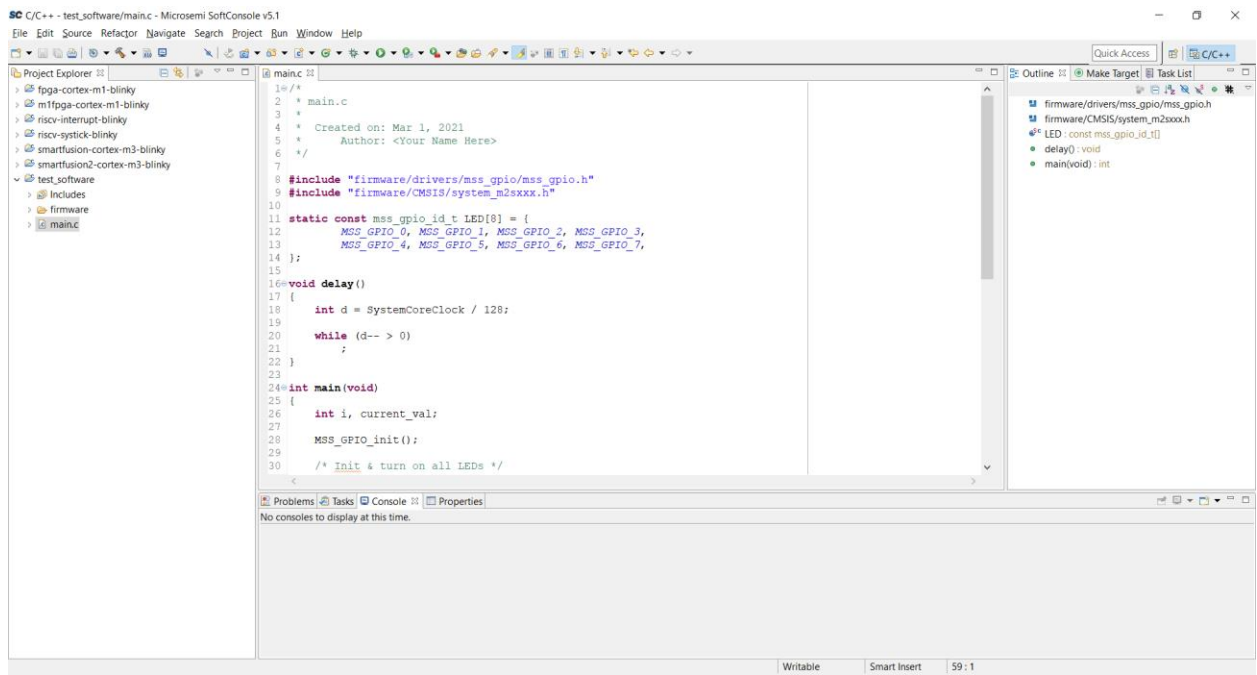 SC C/C++ - test_software/main.c - Microsemi SoftConsole v5.1
File Edit Source Refactor Navigate Search Project Run Window Help
Quick Access C/C++
Project Explorer
fpga-cortex-m1-blinky
m1fpga-cortex-m1-blinky
riscv-interrupt-blinky
riscv-systick-blinky
smartfusion-cortex-m3-blinky
smartfusion2-cortex-m3-blinky
test_software
Includes
firmware
main.c
main.c
1 /*
2 * main.c
3 *
4 * Created on: Mar 1, 2021
5 * Author: <Your Name Here>
6 */
7
8 #include "firmware/drivers/mss_gpio/mss_gpio.h"
9 #include "firmware/CMSIS/system_m2sxxx.h"
10
11 static const mss_gpio_id_t LED[8] = {
12 MSS_GPIO_0, MSS_GPIO_1, MSS_GPIO_2, MSS_GPIO_3,
13 MSS_GPIO_4, MSS_GPIO_5, MSS_GPIO_6, MSS_GPIO_7,
14 };
15
16 void delay()
17 {
18 int d = SystemCoreClock / 128;
19
20 while (d-- > 0)
21 ;
22 }
23
24 int main(void)
25 {
26 int i, current_val;
27
28 MSS_GPIO_init();
29
30 /* Init & turn on all LEDs */
Outline Make Target Task List
firmware/drivers/mss_gpio/mss_gpio.h
firmware/CMSIS/system_m2sxxx.h
LED : const mss_gpio_id_t[]
delay() : void
main(void) : int
Problems Tasks Console Properties
No consoles to display at this time.
Writable Smart Insert 59 : 1